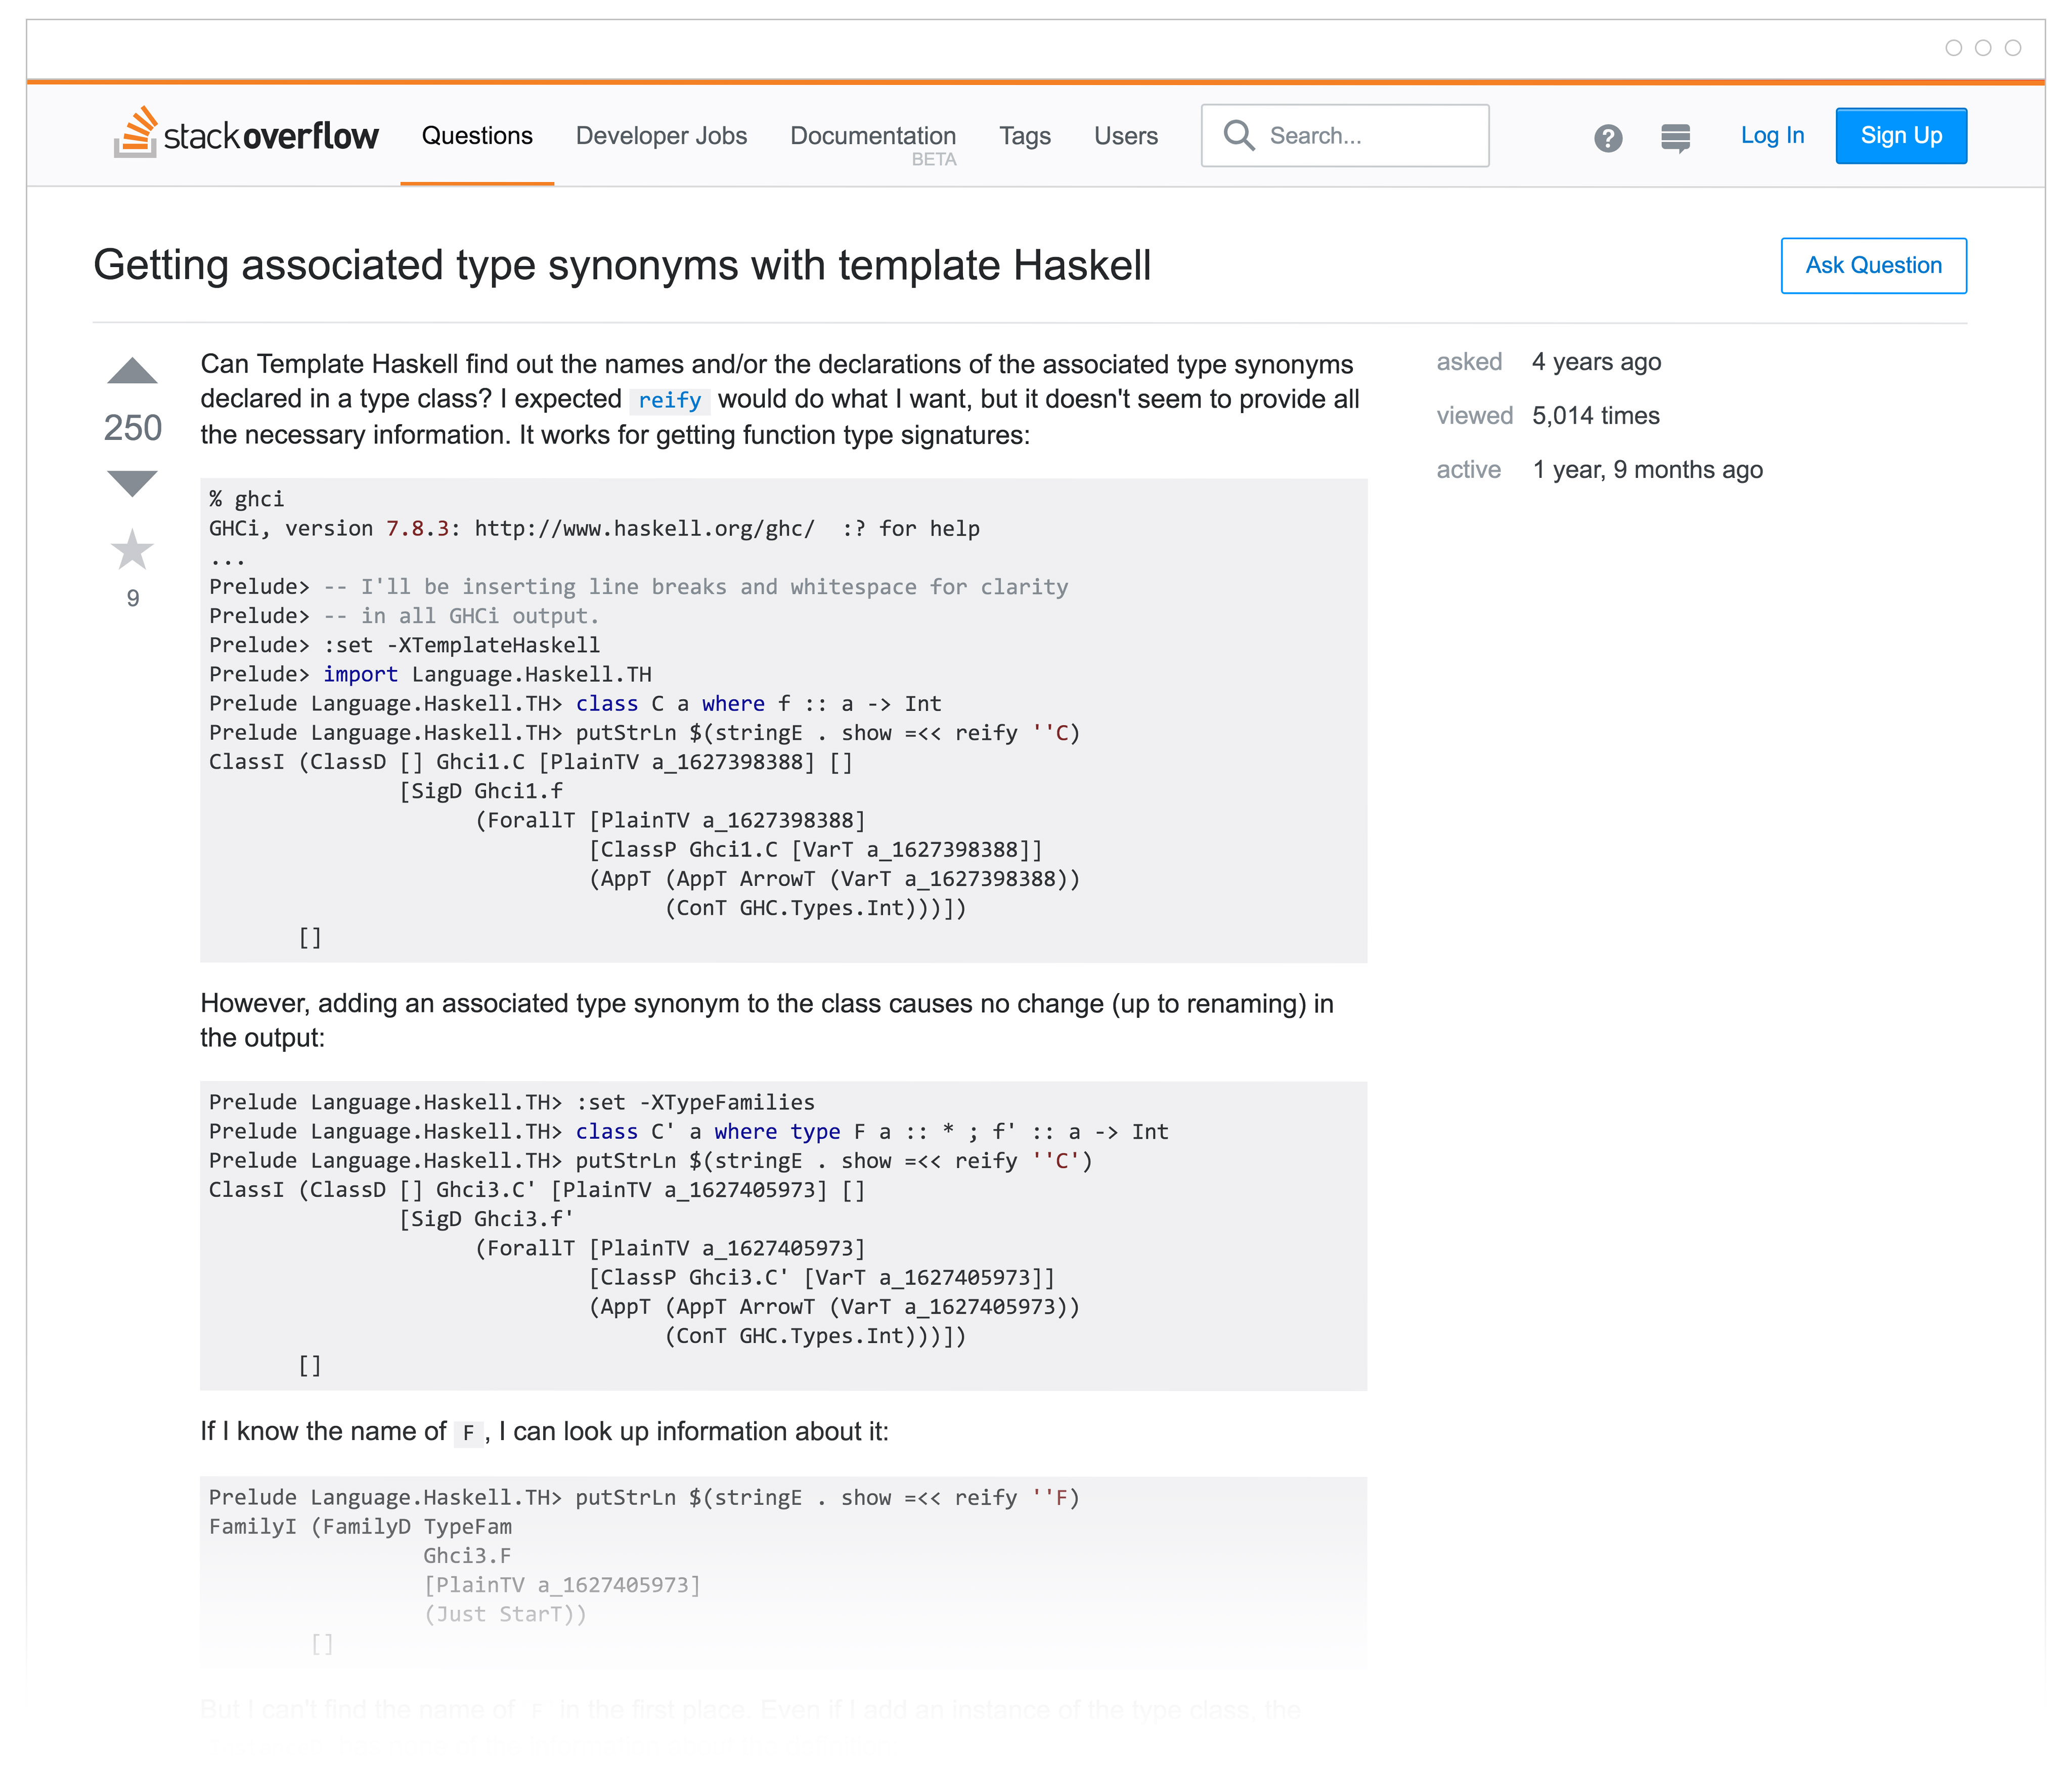 stackoverflow Questions Developer Jobs Documentation Tags Users Search... ? Log In Sign Up
BETA
Getting associated type synonyms with template Haskell
Ask Question
250
9
Can Template Haskell find out the names and/or the declarations of the associated type synonyms
declared in a type class? I expected reify would do what I want, but it doesn't seem to provide all
the necessary information. It works for getting function type signatures:
% ghci
GHCi, version 7.8.3: http://www.haskell.org/ghc/  :? for help
...
Prelude> -- I'll be inserting line breaks and whitespace for clarity
Prelude> -- in all GHCi output.
Prelude> :set -XTemplateHaskell
Prelude> import Language.Haskell.TH
Prelude Language.Haskell.TH> class C a where f :: a -> Int
Prelude Language.Haskell.TH> putStrLn $(stringE . show =<< reify ''C)
ClassI (ClassD [] Ghci1.C [PlainTV a_1627398388] []
[SigD Ghci1.f
(ForallT [PlainTV a_1627398388]
[ClassP Ghci1.C [VarT a_1627398388]]
(AppT (AppT ArrowT (VarT a_1627398388))
(ConT GHC.Types.Int)))])
[]
However, adding an associated type synonym to the class causes no change (up to renaming) in
the output:
Prelude Language.Haskell.TH> :set -XTypeFamilies
Prelude Language.Haskell.TH> class C' a where type F a :: * ; f' :: a -> Int
Prelude Language.Haskell.TH> putStrLn $(stringE . show =<< reify ''C')
ClassI (ClassD [] Ghci3.C' [PlainTV a_1627405973] []
[SigD Ghci3.f'
(ForallT [PlainTV a_1627405973]
[ClassP Ghci3.C' [VarT a_1627405973]]
(AppT (AppT ArrowT (VarT a_1627405973))
(ConT GHC.Types.Int)))])
[]
If I know the name of F, I can look up information about it:
Prelude Language.Haskell.TH> putStrLn $(stringE . show =<< reify ''F)
FamilyI (FamilyD TypeFam
Ghci3.F
[PlainTV a_1627405973]
(Just StarT))
[]
But I can't find the name of F in the first place. Even if I add an instance of the type class, the
asked 4 years ago
viewed 5,014 times
active 1 year, 9 months ago